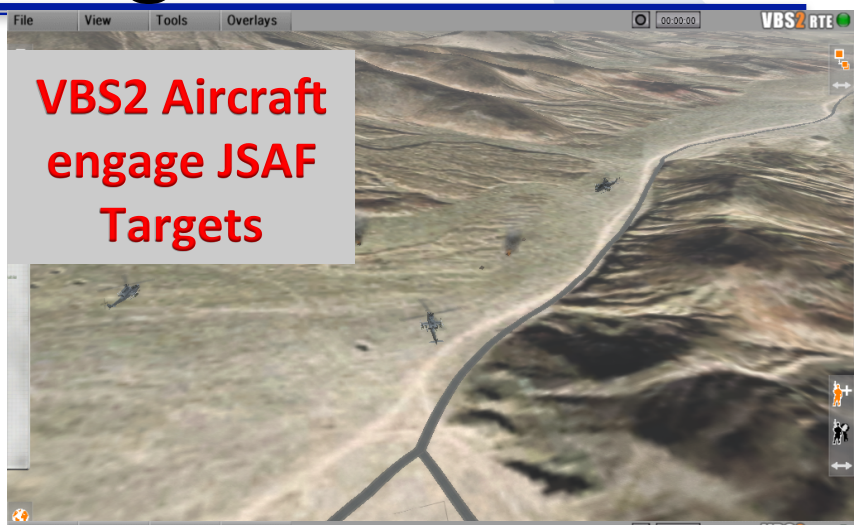 File View Tools Overlays 00:00:00 VBS2 RTE
VBS2 Aircraft
engage JSAF
Targets